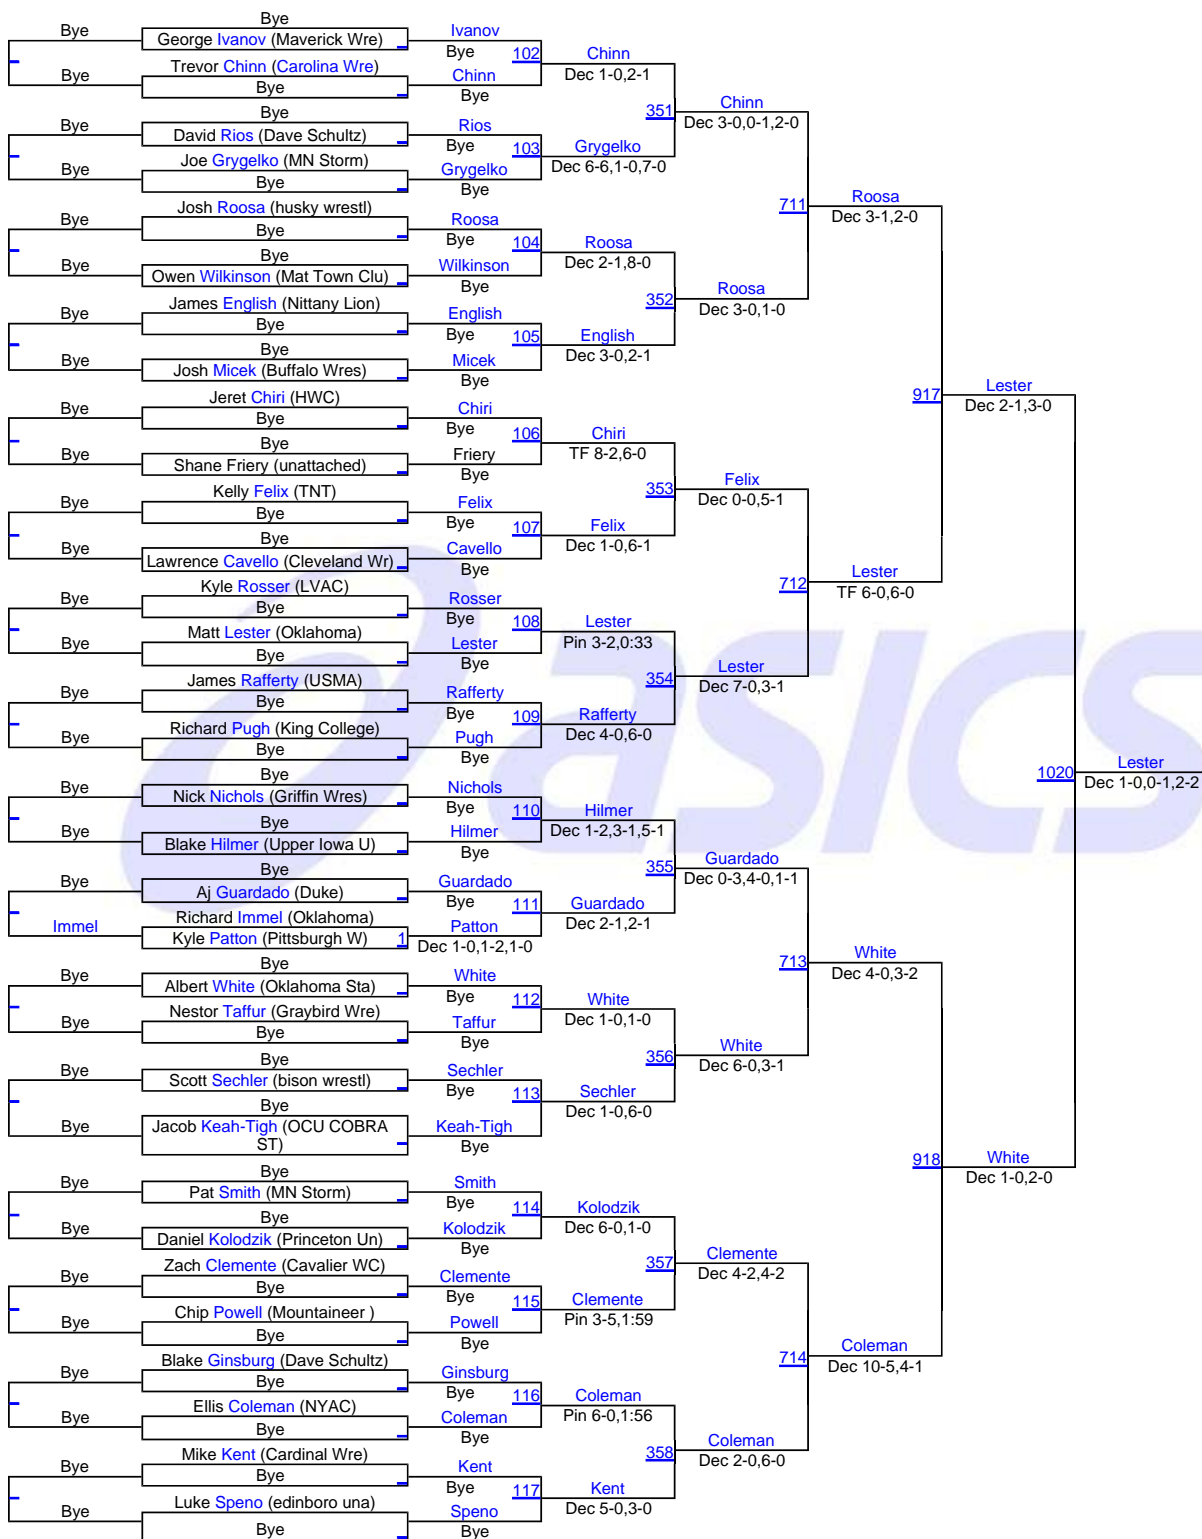 Bye
Bye
George Ivanov (Maverick Wre)
Ivanov
Bye
102
Chinn
Dec 1-0,2-1
Trevor Chinn (Carolina Wre)
Bye
Bye
Chinn
Bye
351
Chinn
Dec 3-0,0-1,2-0
Bye
Bye
David Rios (Dave Schultz)
Rios
Bye
103
Grygelko
Dec 6-6,1-0,7-0
Joe Grygelko (MN Storm)
Bye
Bye
Grygelko
Bye
711
Roosa
Dec 3-1,2-0
Josh Roosa (husky wrestl)
Bye
Bye
Roosa
Bye
104
Roosa
Dec 2-1,8-0
Bye
Bye
Owen Wilkinson (Mat Town Clu)
Wilkinson
Bye
352
Roosa
Dec 3-0,1-0
James English (Nittany Lion)
Bye
Bye
English
Bye
105
English
Dec 3-0,2-1
Bye
Bye
Josh Micek (Buffalo Wres)
Micek
Bye
917
Lester
Dec 2-1,3-0
Jeret Chiri (HWC)
Bye
Bye
Chiri
Bye
106
Chiri
TF 8-2,6-0
Bye
Bye
Shane Friery (unattached)
Friery
Bye
353
Felix
Dec 0-0,5-1
Kelly Felix (TNT)
Bye
Bye
Felix
Bye
107
Felix
Dec 1-0,6-1
Bye
Bye
Lawrence Cavello (Cleveland Wr)
Cavello
Bye
712
Lester
TF 6-0,6-0
Kyle Rosser (LVAC)
Bye
Bye
Rosser
Bye
108
Lester
Pin 3-2,0:33
Matt Lester (Oklahoma)
Bye
Bye
Lester
Bye
354
Lester
Dec 7-0,3-1
James Rafferty (USMA)
Bye
Bye
Rafferty
Bye
109
Rafferty
Dec 4-0,6-0
Richard Pugh (King College)
Bye
Bye
Pugh
Bye
asics
1020
Lester
Dec 1-0,0-1,2-2
Bye
Bye
Nick Nichols (Griffin Wres)
Nichols
Bye
110
Hilmer
Dec 1-2,3-1,5-1
Bye
Bye
Blake Hilmer (Upper Iowa U)
Hilmer
Bye
355
Guardado
Dec 0-3,4-0,1-1
Bye
Bye
Aj Guardado (Duke)
Guardado
Bye
111
Guardado
Dec 2-1,2-1
Richard Immel (Oklahoma)
Immel
Kyle Patton (Pittsburgh W)
1
Patton
Dec 1-0,1-2,1-0
713
White
Dec 4-0,3-2
Bye
Bye
Albert White (Oklahoma Sta)
White
Bye
112
White
Dec 1-0,1-0
Nestor Taffur (Graybird Wre)
Bye
Bye
Taffur
Bye
356
White
Dec 6-0,3-1
Bye
Bye
Scott Sechler (bison wrestl)
Sechler
Bye
113
Sechler
Dec 1-0,6-0
Bye
Bye
Jacob Keah-Tigh (OCU COBRA
ST)
Keah-Tigh
Bye
918
White
Dec 1-0,2-0
Bye
Bye
Pat Smith (MN Storm)
Smith
Bye
114
Kolodzik
Dec 6-0,1-0
Bye
Bye
Daniel Kolodzik (Princeton Un)
Kolodzik
Bye
357
Clemente
Dec 4-2,4-2
Zach Clemente (Cavalier WC)
Bye
Bye
Clemente
Bye
115
Clemente
Pin 3-5,1:59
Chip Powell (Mountaineer )
Bye
Bye
Powell
Bye
714
Coleman
Dec 10-5,4-1
Blake Ginsburg (Dave Schultz)
Bye
Bye
Ginsburg
Bye
116
Coleman
Pin 6-0,1:56
Ellis Coleman (NYAC)
Bye
Bye
Coleman
Bye
358
Coleman
Dec 2-0,6-0
Mike Kent (Cardinal Wre)
Bye
Bye
Kent
Bye
117
Kent
Dec 5-0,3-0
Luke Speno (edinboro una)
Bye
Bye
Speno
Bye